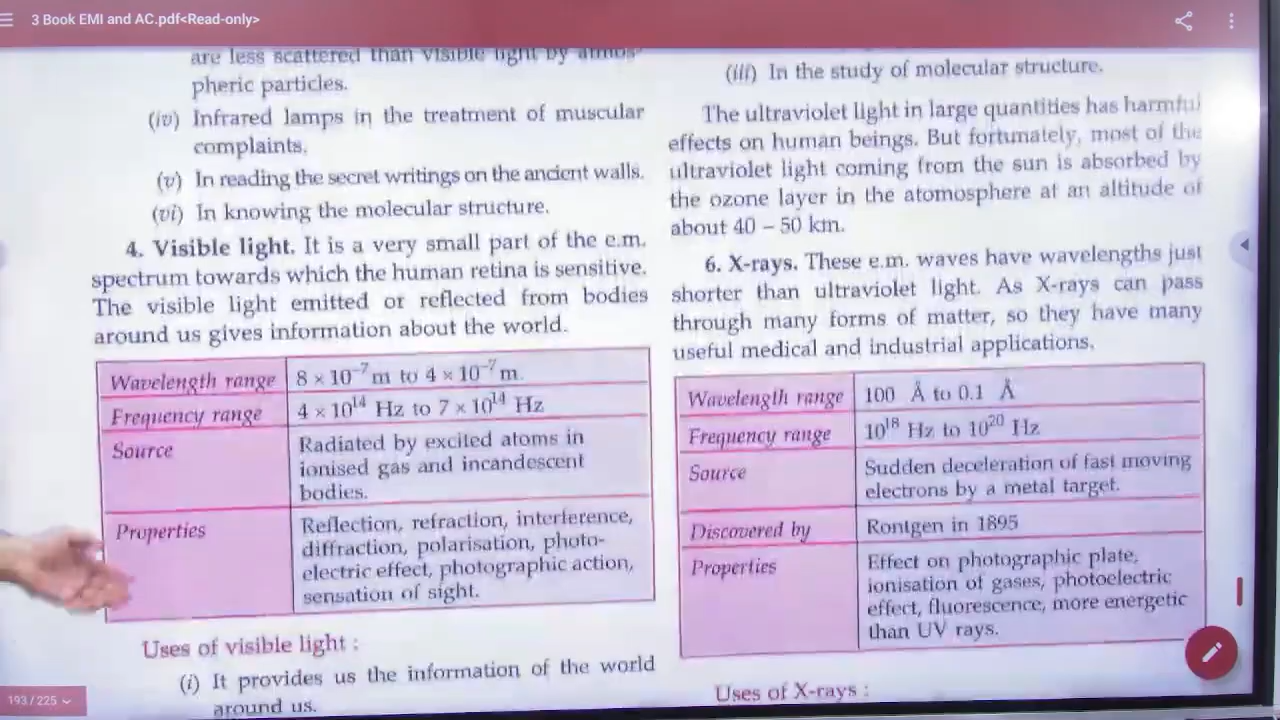 3 Book EMI and AC.pdf<Read-only>
are less scattered than visible light by atmos-
pheric particles.
(iv) Infrared lamps in the treatment of muscular
complaints.
(v) In reading the secret writings on the ancient walls.
(vi) In knowing the molecular structure.
4. Visible light. It is a very small part of the e.m.
spectrum towards which the human retina is sensitive.
The visible light emitted or reflected from bodies
around us gives information about the world.
Wavelength range 8 × 10⁻⁷ m to 4 × 10⁻⁷ m.
Frequency range 4 × 10¹⁴ Hz to 7 × 10¹⁴ Hz
Source Radiated by excited atoms in
ionised gas and incandescent
bodies.
Properties Reflection, refraction, interference,
diffraction, polarisation, photo-
electric effect, photographic action,
sensation of sight.
Uses of visible light :
(i) It provides us the information of the world
around us.
193 / 225
(iii) In the study of molecular structure.
The ultraviolet light in large quantities has harmful
effects on human beings. But fortunately, most of the
ultraviolet light coming from the sun is absorbed by
the ozone layer in the atomosphere at an altitude of
about 40 – 50 km.
6. X-rays. These e.m. waves have wavelengths just
shorter than ultraviolet light. As X-rays can pass
through many forms of matter, so they have many
useful medical and industrial applications.
Wavelength range 100 Å to 0.1 Å
Frequency range 10¹⁸ Hz to 10²⁰ Hz
Source Sudden deceleration of fast moving
electrons by a metal target.
Discovered by Rontgen in 1895
Properties Effect on photographic plate,
ionisation of gases, photoelectric
effect, fluorescence, more energetic
than UV rays.
Uses of X-rays :